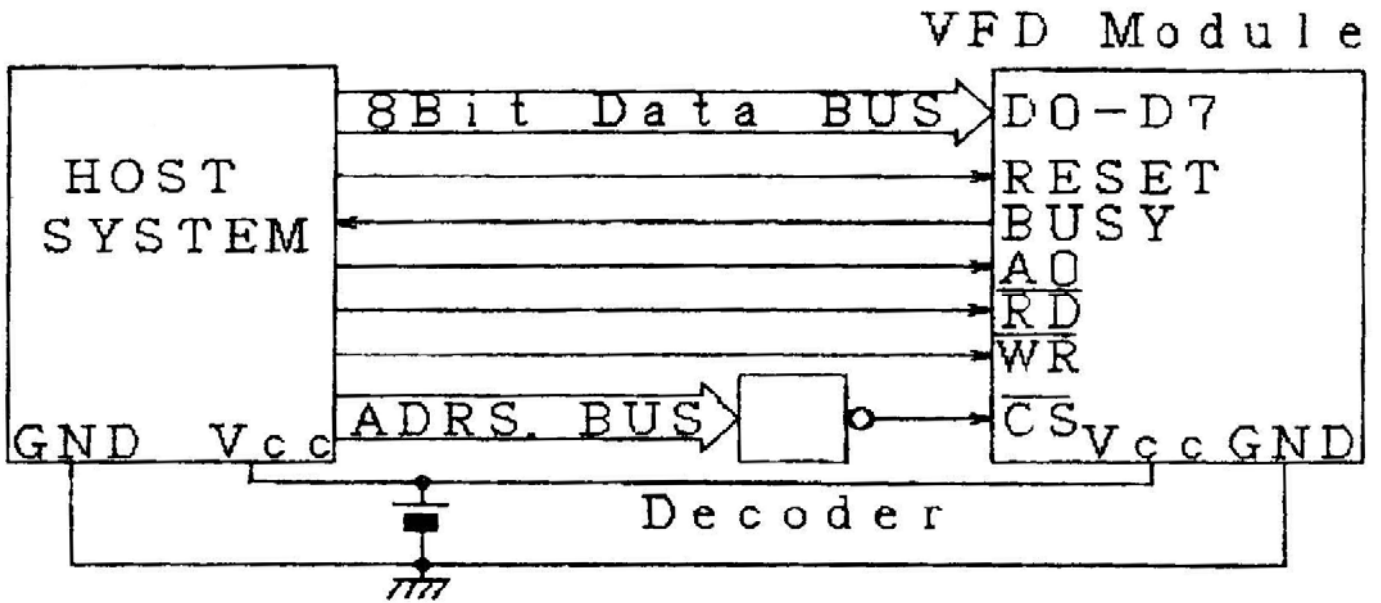 VFD Module
8Bit Data BUS
D0-D7
HOST
SYSTEM
RESET
BUSY
A0
RD
WR
ADRS. BUS
CS
GND Vcc
Vcc GND
Decoder